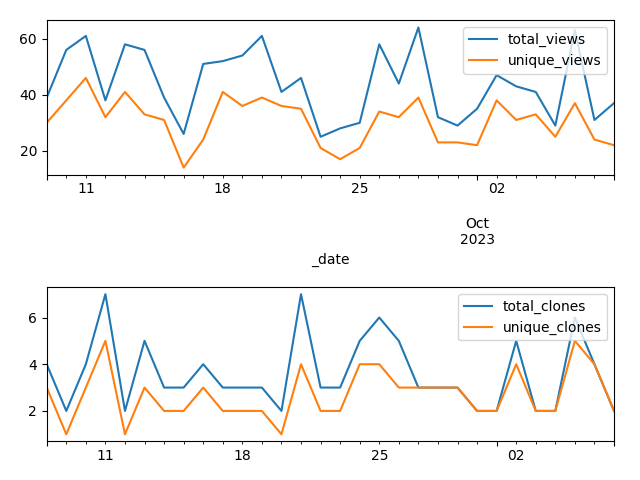 60
40
20
total_views
unique_views
11
18
25
02
Oct
2023
_date
6
4
2
total_clones
unique_clones
11
18
25
02